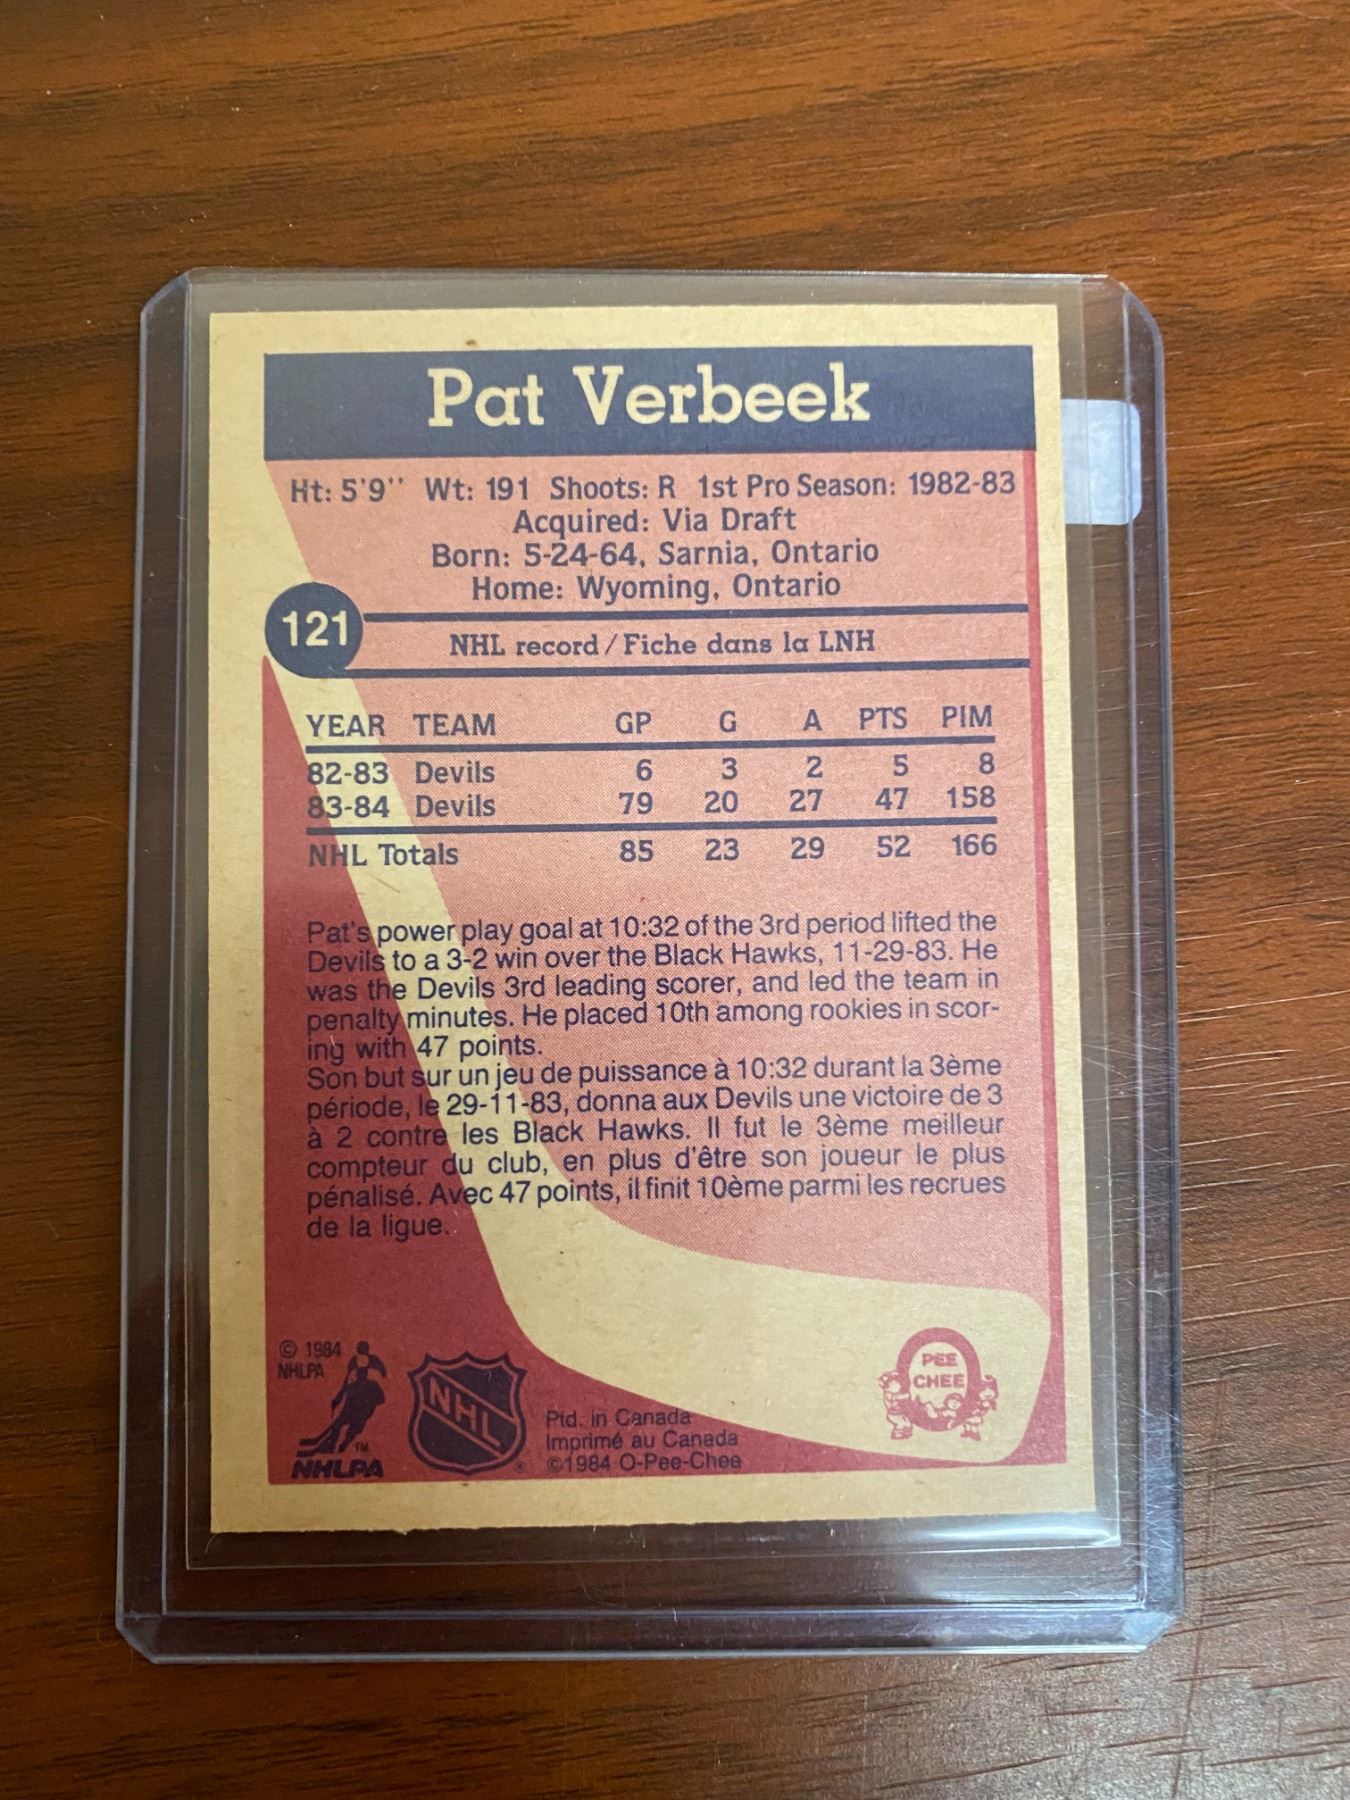 Pat Verbeek
Ht: 5'9'' Wt: 191 Shoots: R 1st Pro Season: 1982-83
Acquired: Via Draft
Born: 5-24-64, Sarnia, Ontario
Home: Wyoming, Ontario
121
NHL record / Fiche dans la LNH
YEAR TEAM GP G A PTS PIM
82-83 Devils 6 3 2 5 8
83-84 Devils 79 20 27 47 158
NHL Totals 85 23 29 52 166
Pat's power play goal at 10:32 of the 3rd period lifted the
Devils to a 3-2 win over the Black Hawks, 11-29-83. He
was the Devils 3rd leading scorer, and led the team in
penalty minutes. He placed 10th among rookies in scor-
ing with 47 points.
Son but sur un jeu de puissance à 10:32 durant la 3ème
période, le 29-11-83, donna aux Devils une victoire de 3
à 2 contre les Black Hawks. Il fut le 3ème meilleur
compteur du club, en plus d'être son joueur le plus
pénalisé. Avec 47 points, il finit 10ème parmi les recrues
de la ligue.
© 1984
NHLPA
TM
NHLPA
NHL
®
Ptd. in Canada
Imprimé au Canada
©1984 O-Pee-Chee
PEE
CHEE